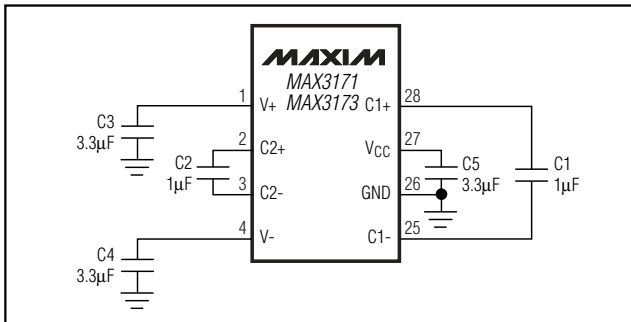 MAXIM
MAX3171
MAX3173
1
V+
C3
3.3µF
2
C2+
C2
1µF
3
C2-
4
V-
C4
3.3µF
28
C1+
27
VCC
C5
3.3µF
26
GND
25
C1-
C1
1µF